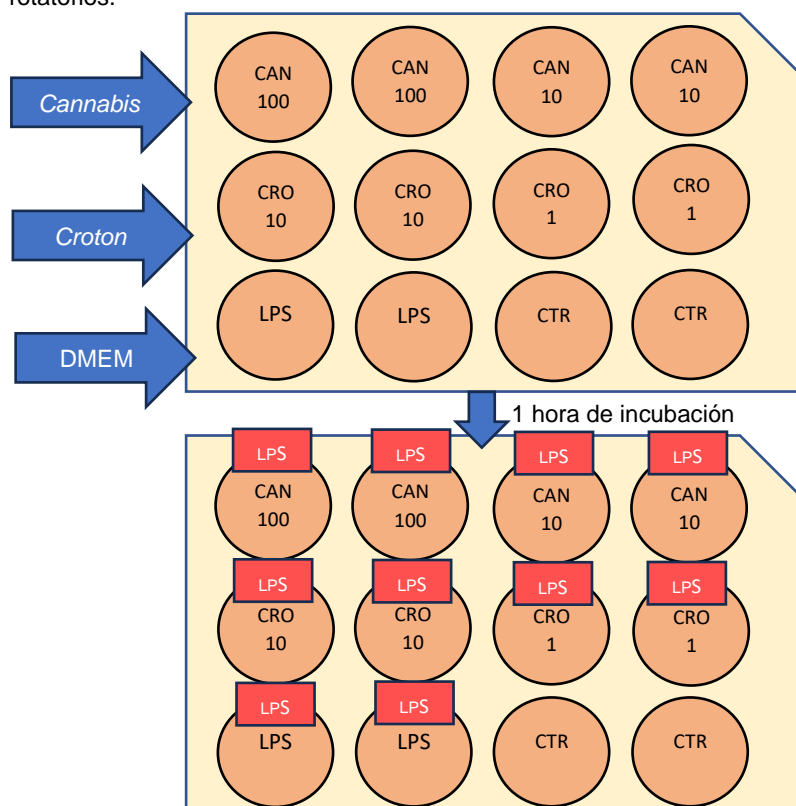 rotatorios.
CAN CAN CAN CAN
100 100 10 10
Cannabis
CRO CRO CRO CRO
10 10 1 1
Croton
LPS LPS CTR CTR
DMEM
1 hora de incubación
LPS LPS LPS LPS
CAN CAN CAN CAN
100 100 10 10
LPS LPS LPS LPS
CRO CRO CRO CRO
10 10 1 1
LPS LPS
LPS LPS CTR CTR